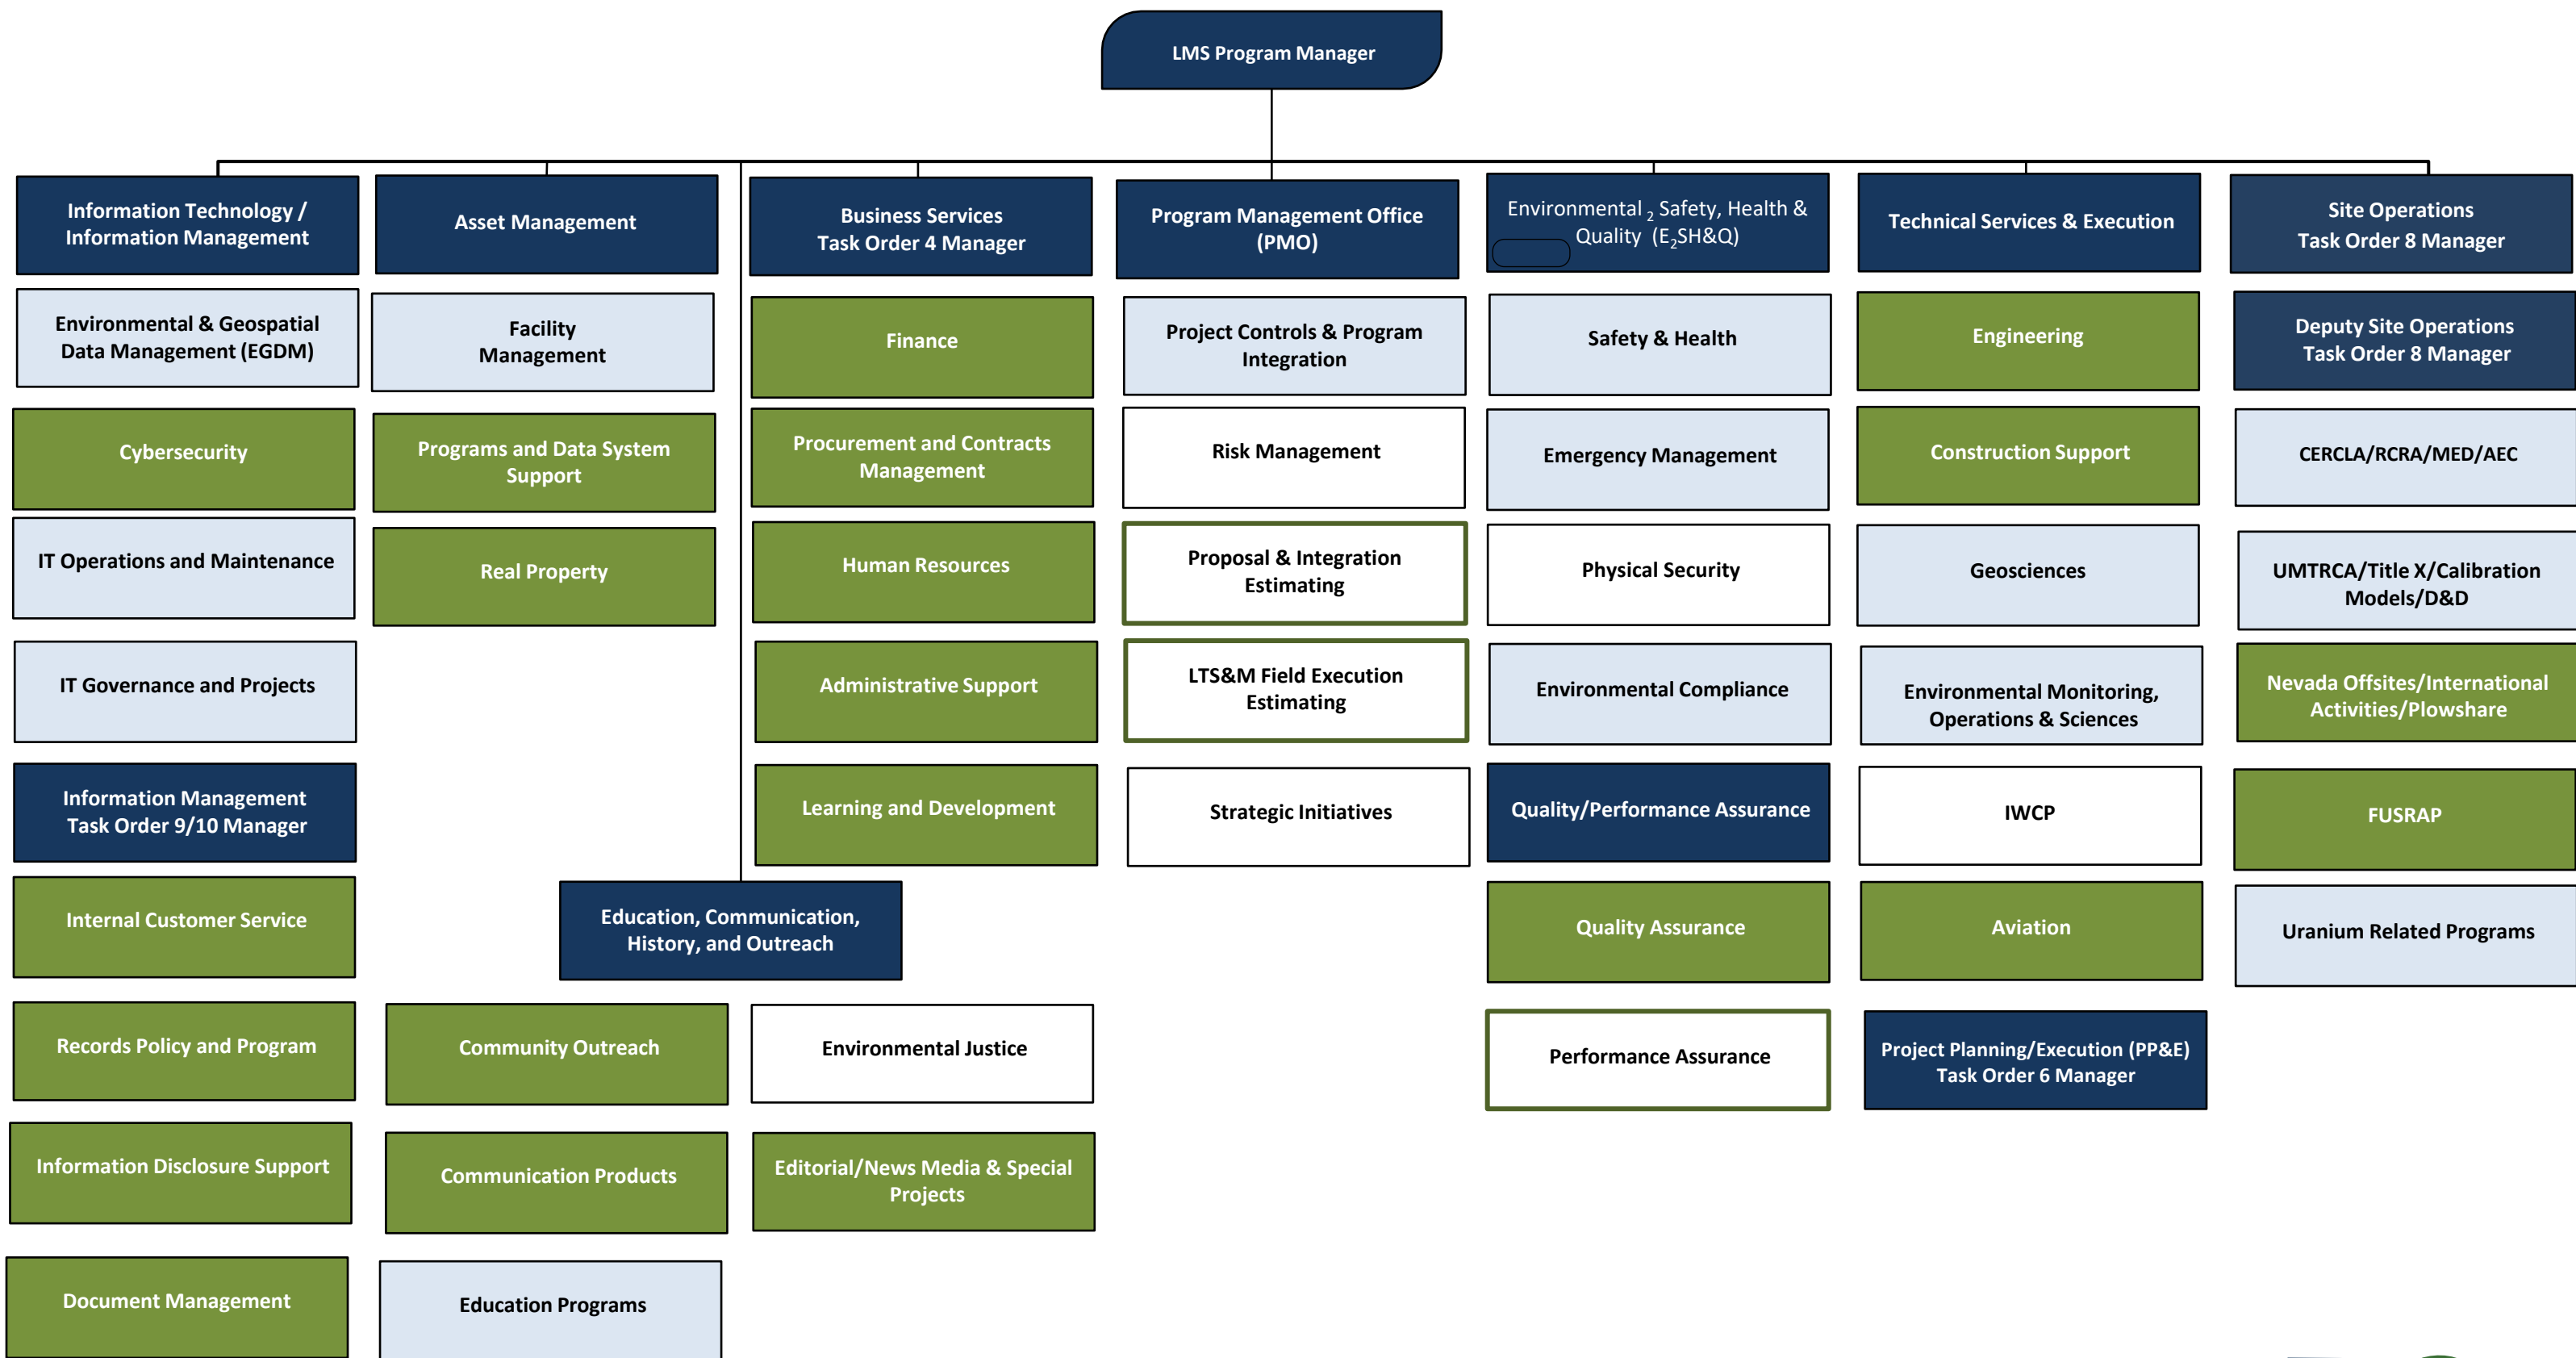 LMS Program Manager
Information Technology /
Information Management
Environmental & Geospatial
Data Management (EGDM)
Cybersecurity
IT Operations and Maintenance
IT Governance and Projects
Information Management
Task Order 9/10 Manager
Internal Customer Service
Records Policy and Program
Information Disclosure Support
Document Management
Asset Management
Facility
Management
Programs and Data System
Support
Real Property
Business Services
Task Order 4 Manager
Finance
Procurement and Contracts
Management
Human Resources
Administrative Support
Learning and Development
Education, Communication,
History, and Outreach
Community Outreach
Communication Products
Education Programs
Environmental Justice
Editorial/News Media & Special
Projects
Program Management Office
(PMO)
Project Controls & Program
Integration
Risk Management
Proposal & Integration
Estimating
LTS&M Field Execution
Estimating
Strategic Initiatives
Environmental ₂ Safety, Health &
Quality (E₂SH&Q)
Safety & Health
Emergency Management
Physical Security
Environmental Compliance
Quality/Performance Assurance
Quality Assurance
Performance Assurance
Technical Services & Execution
Engineering
Construction Support
Geosciences
Environmental Monitoring,
Operations & Sciences
IWCP
Aviation
Project Planning/Execution (PP&E)
Task Order 6 Manager
Site Operations
Task Order 8 Manager
Deputy Site Operations
Task Order 8 Manager
CERCLA/RCRA/MED/AEC
UMTRCA/Title X/Calibration
Models/D&D
Nevada Offsites/International
Activities/Plowshare
FUSRAP
Uranium Related Programs